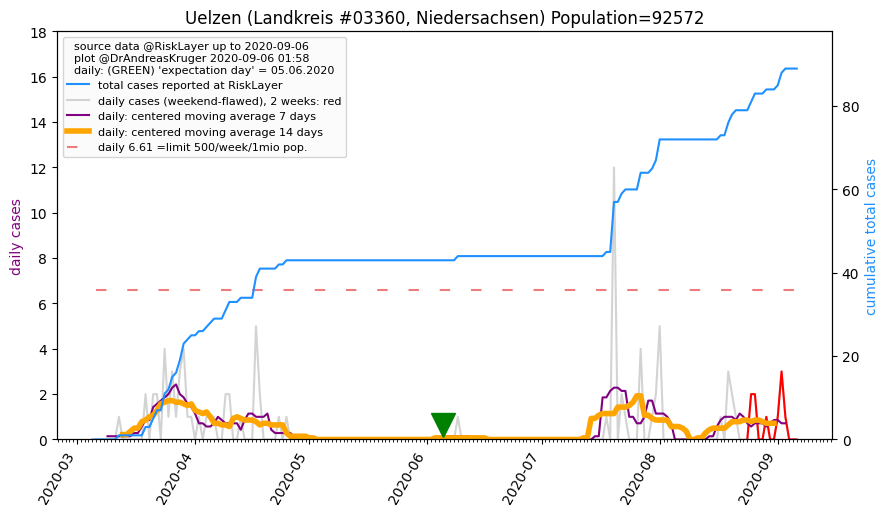 Uelzen (Landkreis #03360, Niedersachsen) Population=92572
source data @RiskLayer up to 2020-09-06
plot @DrAndreasKruger 2020-09-06 01:58
daily: (GREEN) 'expectation day' = 05.06.2020
total cases reported at RiskLayer
daily cases (weekend-flawed), 2 weeks: red
daily: centered moving average 7 days
daily: centered moving average 14 days
daily 6.61 =limit 500/week/1mio pop.
daily cases
18
16
14
12
10
8
6
4
2
0
cumulative total cases
80
60
40
20
0
2020-03
2020-04
2020-05
2020-06
2020-07
2020-08
2020-09